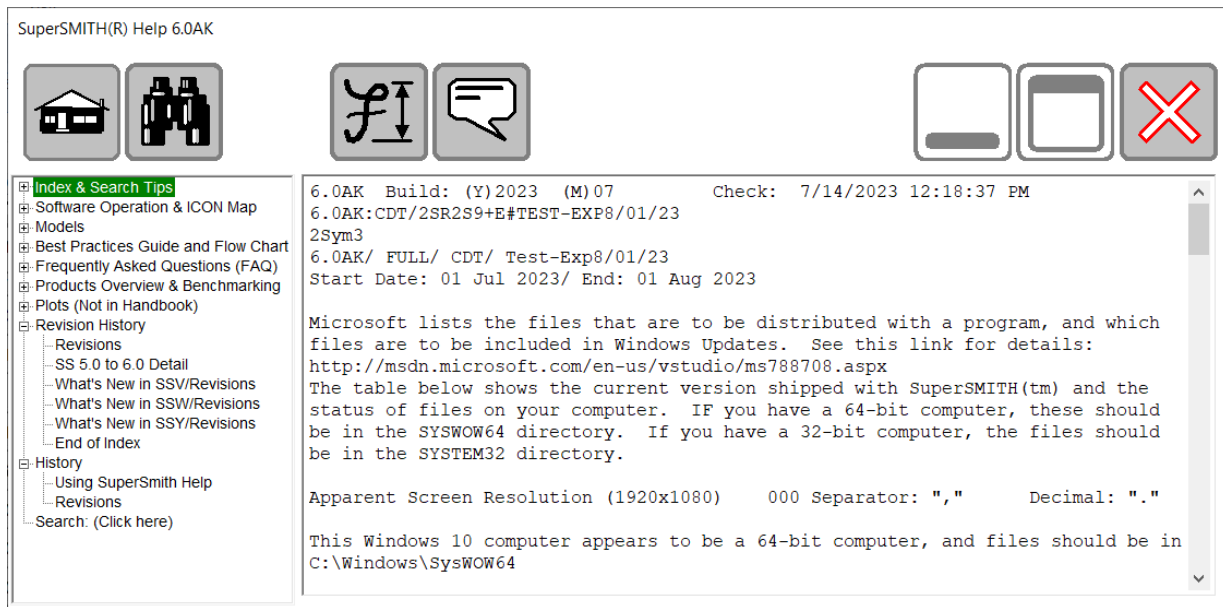 SuperSMITH(R) Help 6.0AK
Index & Search Tips
Software Operation & ICON Map
Models
Best Practices Guide and Flow Chart
Frequently Asked Questions (FAQ)
Products Overview & Benchmarking
Plots (Not in Handbook)
Revision History
Revisions
SS 5.0 to 6.0 Detail
What's New in SSV/Revisions
What's New in SSW/Revisions
What's New in SSY/Revisions
End of Index
History
Using SuperSmith Help
Revisions
Search: (Click here)
6.0AK  Build: (Y)2023  (M)07       Check:  7/14/2023 12:18:37 PM
6.0AK:CDT/2SR2S9+E#TEST-EXP8/01/23
2Sym3
6.0AK/ FULL/ CDT/ Test-Exp8/01/23
Start Date: 01 Jul 2023/ End: 01 Aug 2023
Microsoft lists the files that are to be distributed with a program, and which
files are to be included in Windows Updates.  See this link for details:
http://msdn.microsoft.com/en-us/vstudio/ms788708.aspx
The table below shows the current version shipped with SuperSMITH(tm) and the
status of files on your computer.  IF you have a 64-bit computer, these should
be in the SYSWOW64 directory.  If you have a 32-bit computer, the files should
be in the SYSTEM32 directory.
Apparent Screen Resolution (1920x1080)    000 Separator: ","      Decimal: "."
This Windows 10 computer appears to be a 64-bit computer, and files should be in
C:\Windows\SysWOW64